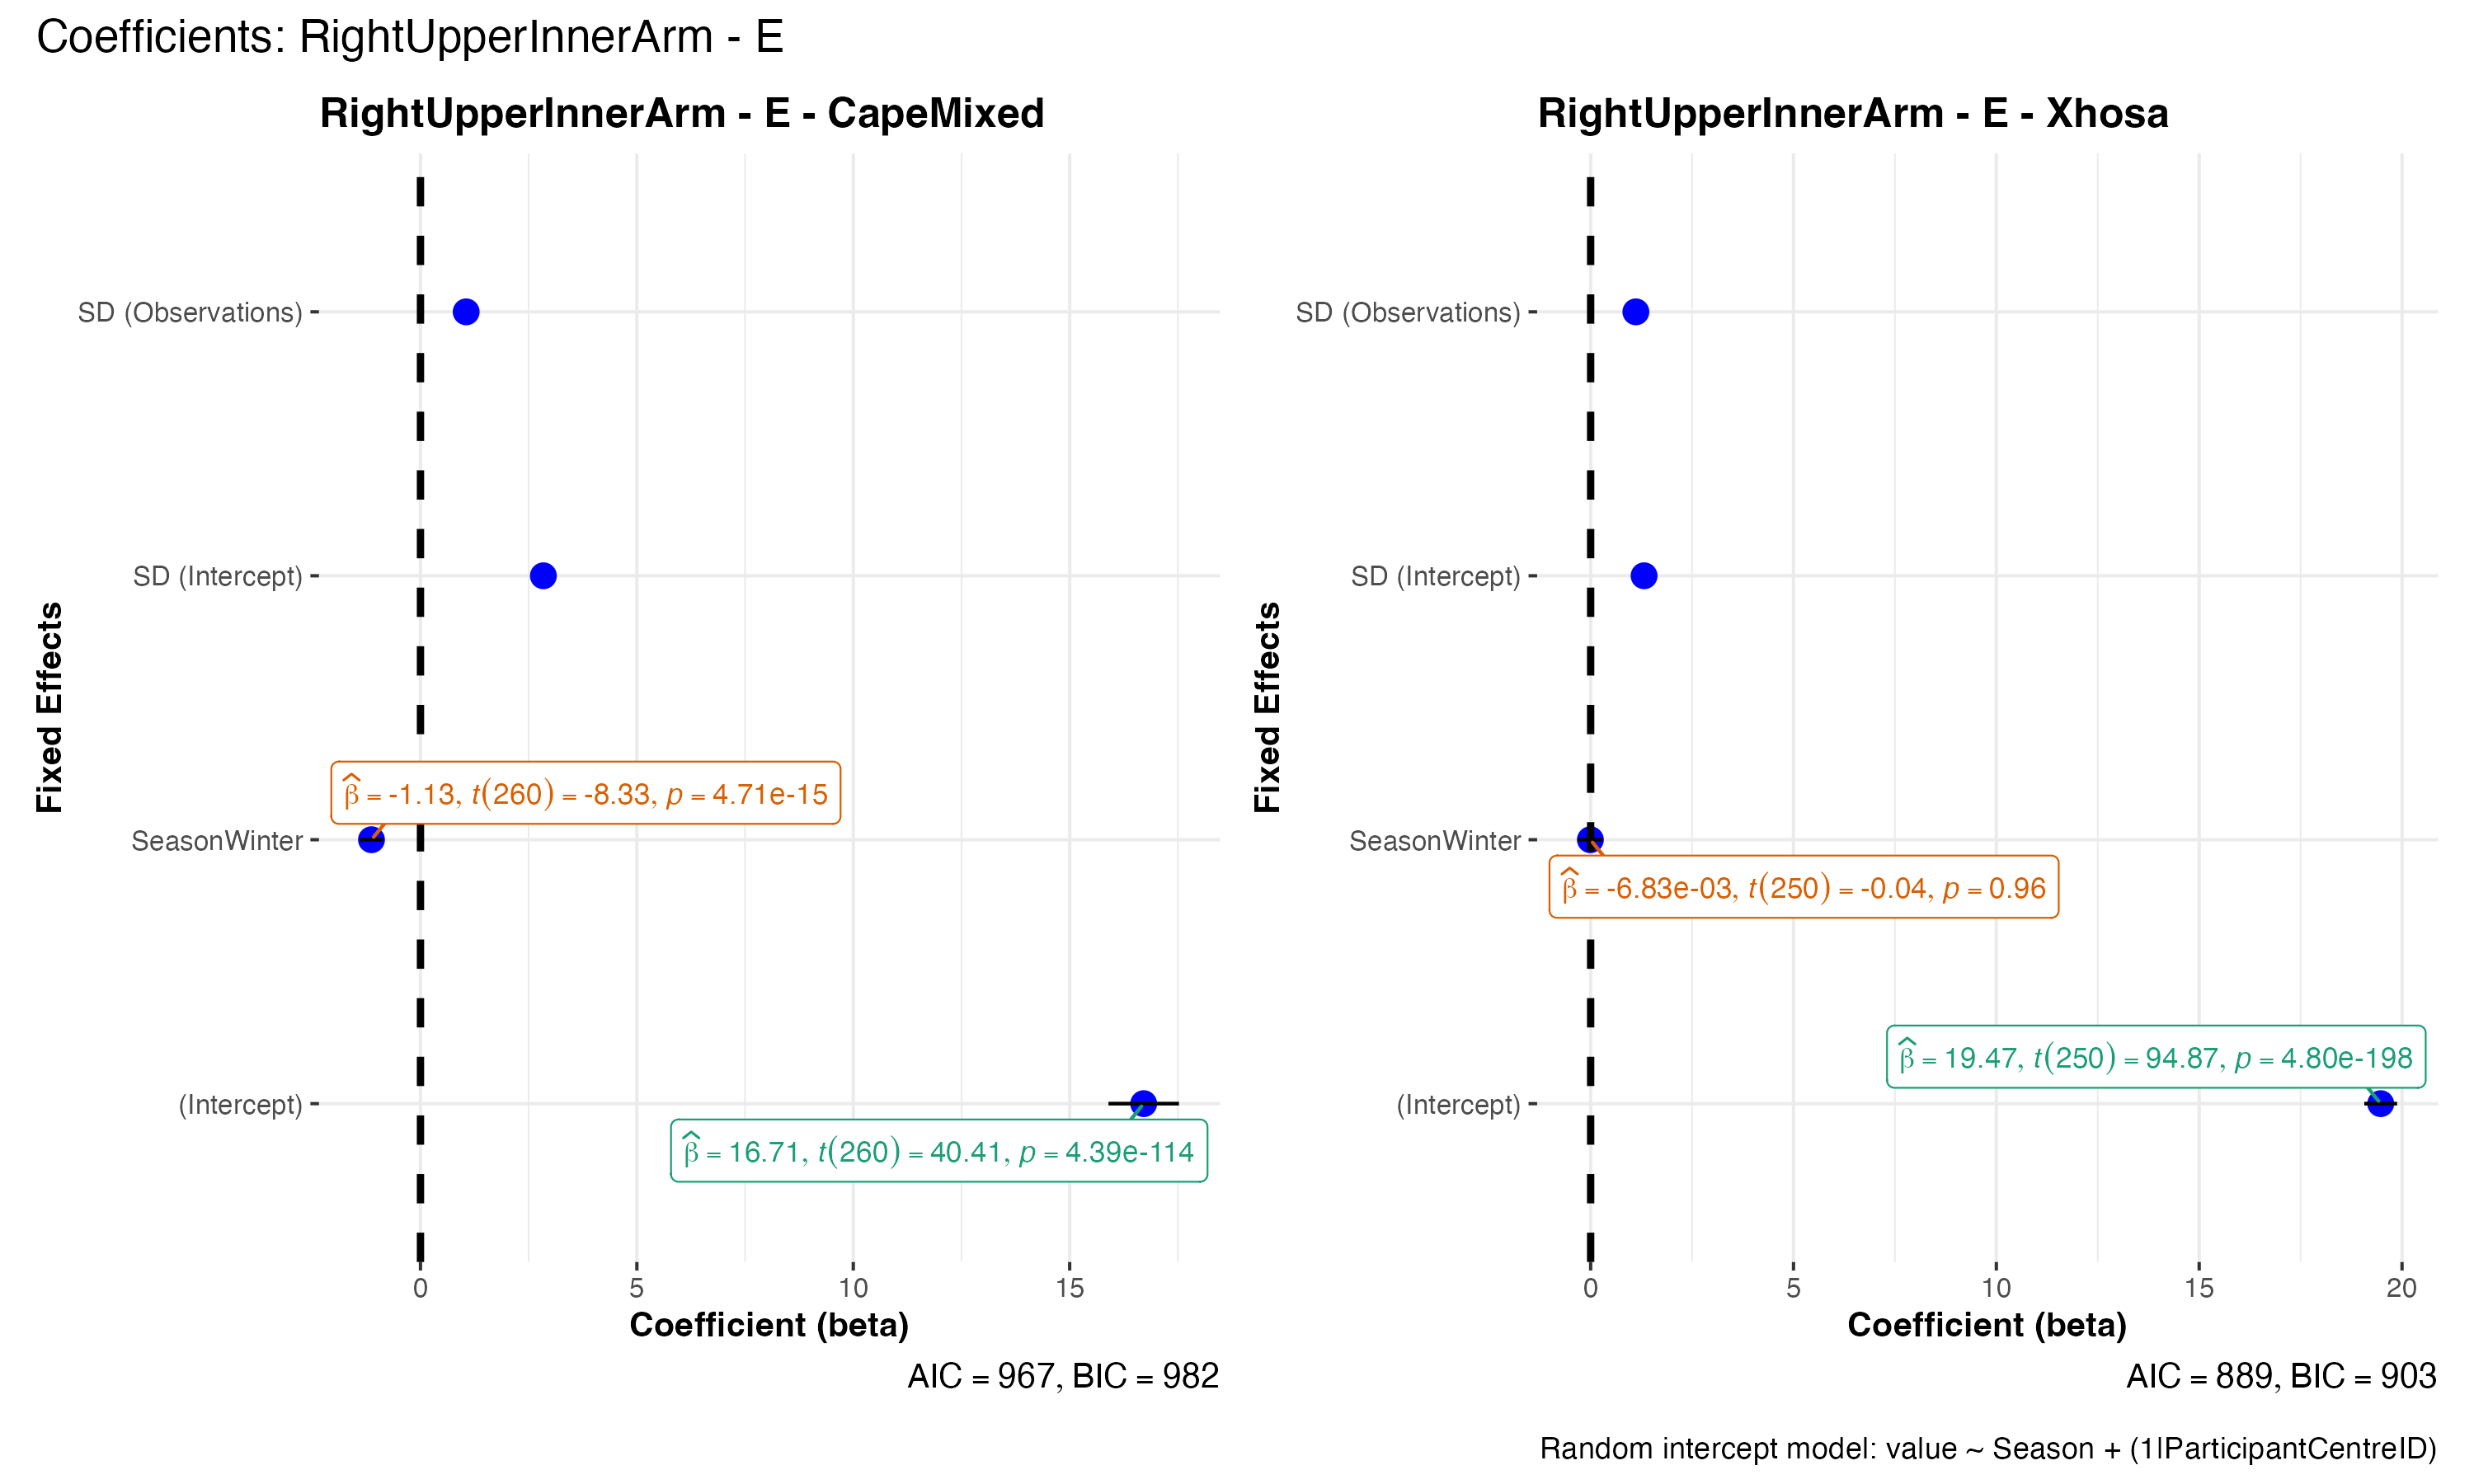 Coefficients: RightUpperInnerArm - E
RightUpperInnerArm - E - CapeMixed
Fixed Effects
SD (Observations)
SD (Intercept)
SeasonWinter
(Intercept)
β̂ = -1.13, t(260) = -8.33, p = 4.71e-15
β̂ = 16.71, t(260) = 40.41, p = 4.39e-114
0 5 10 15
Coefficient (beta)
AIC = 967, BIC = 982
RightUpperInnerArm - E - Xhosa
Fixed Effects
SD (Observations)
SD (Intercept)
SeasonWinter
(Intercept)
β̂ = -6.83e-03, t(250) = -0.04, p = 0.96
β̂ = 19.47, t(250) = 94.87, p = 4.80e-198
0 5 10 15 20
Coefficient (beta)
AIC = 889, BIC = 903
Random intercept model: value ~ Season + (1|ParticipantCentreID)